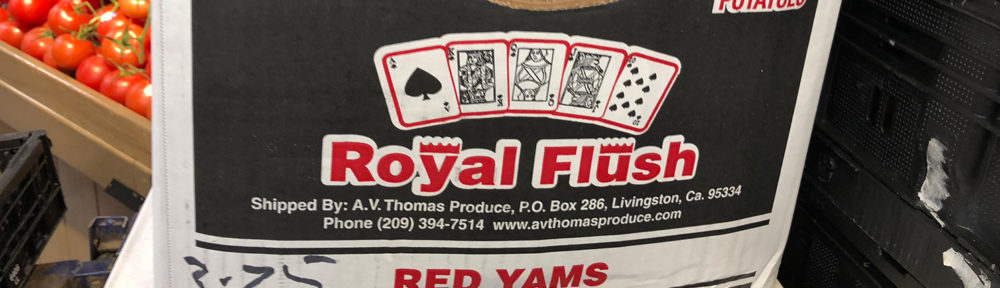 POTATOES
Royal Flush
Shipped By: A.V. Thomas Produce, P.O. Box 286, Livingston, Ca. 95334
Phone (209) 394-7514 www.avthomasproduce.com
3.75
RED YAMS